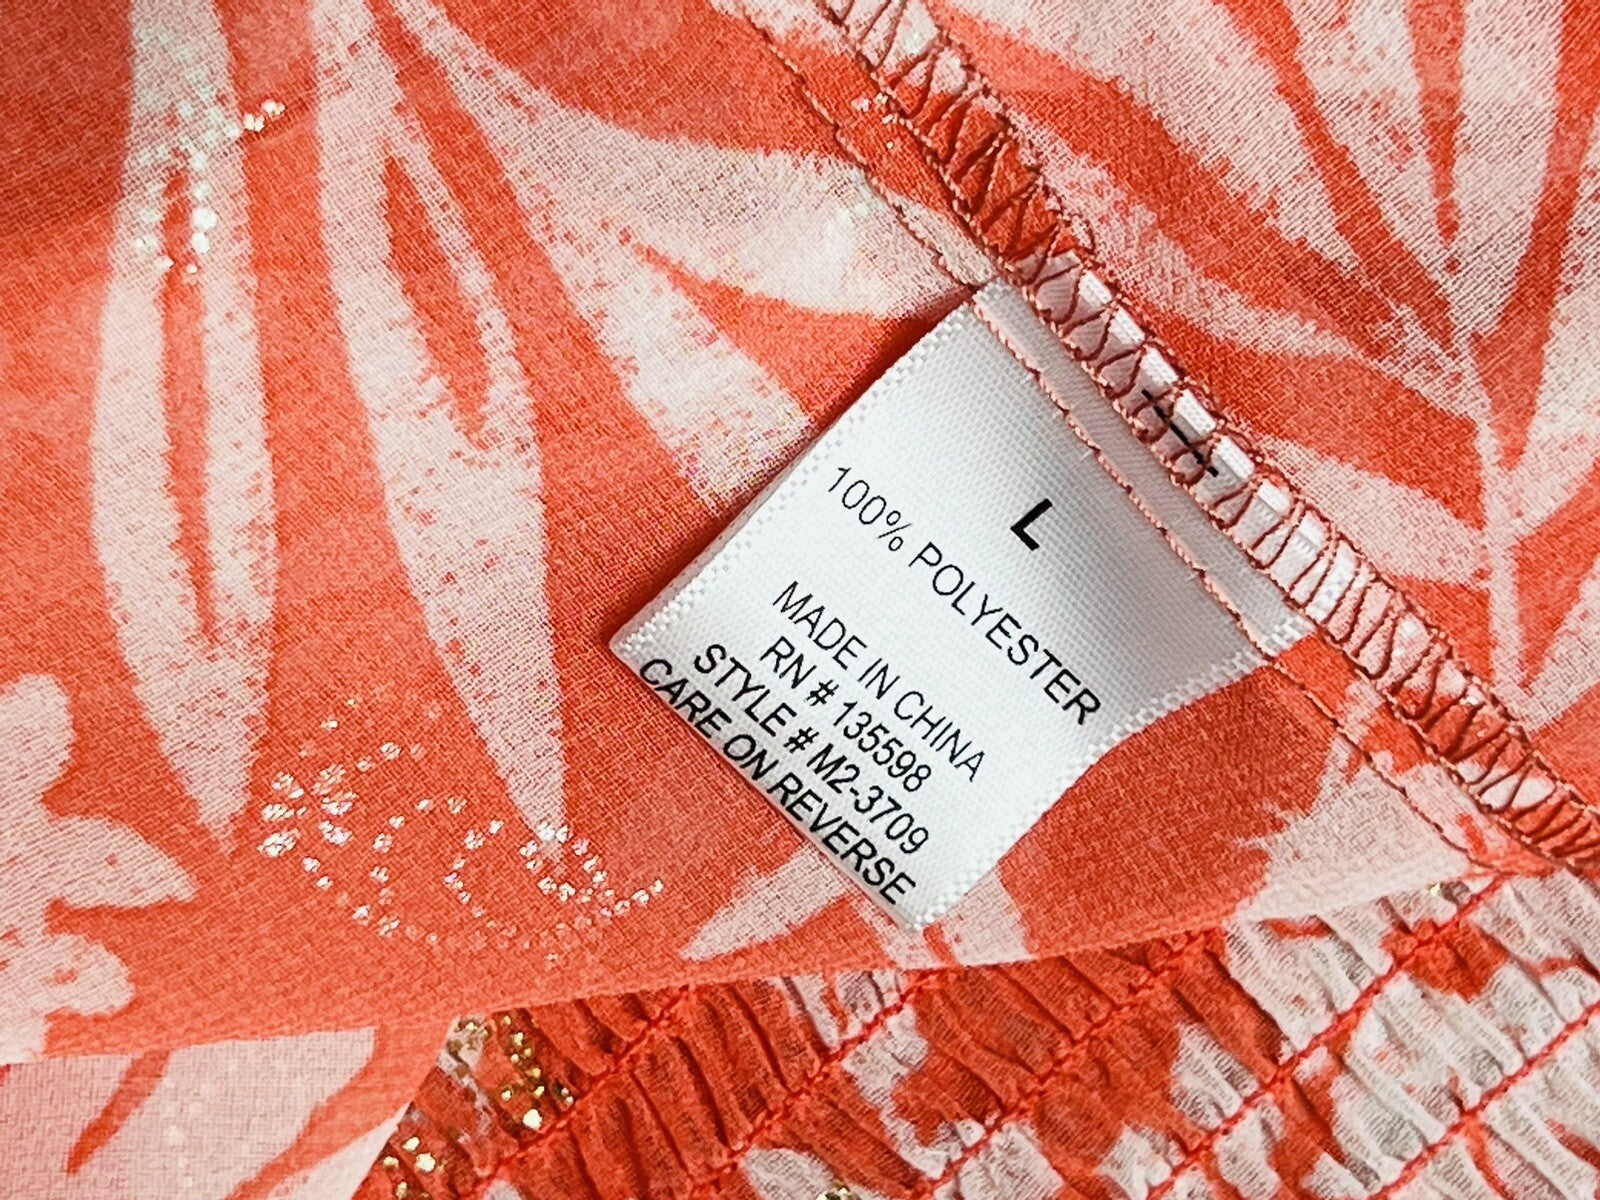 L
100% POLYESTER
MADE IN CHINA
RN # 135598
STYLE # M2-3709
CARE ON REVERSE